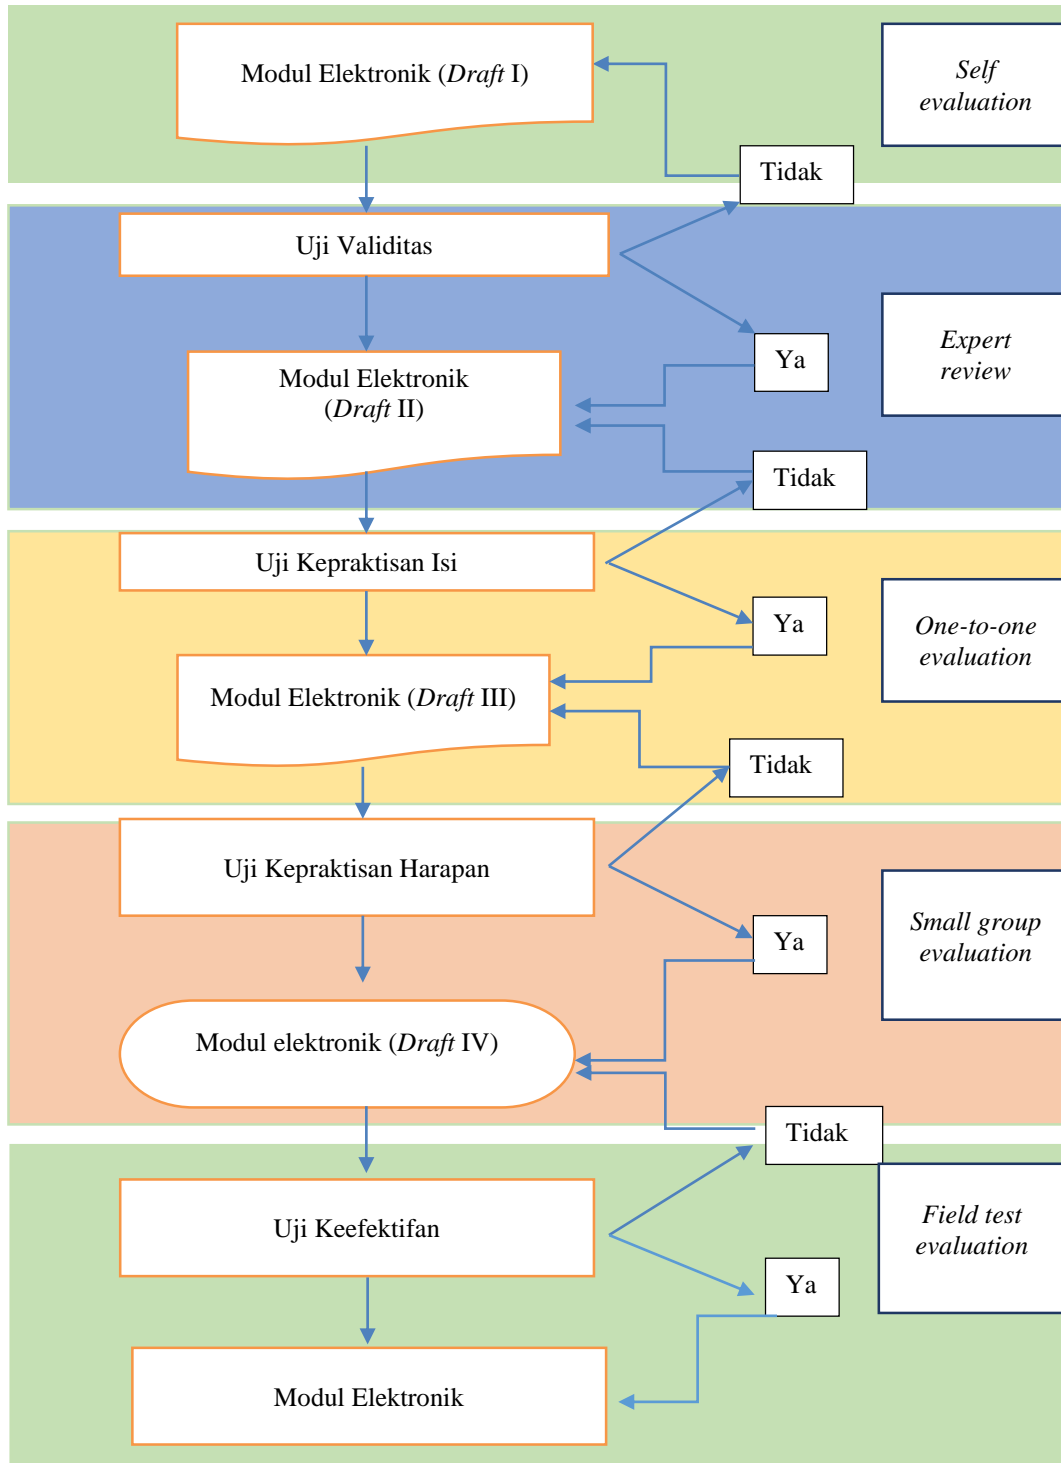 Modul Elektronik (Draft I)
Self
evaluation
Tidak
Uji Validitas
Expert
review
Ya
Modul Elektronik
(Draft II)
Tidak
Uji Kepraktisan Isi
One-to-one
evaluation
Ya
Modul Elektronik (Draft III)
Tidak
Uji Kepraktisan Harapan
Small group
evaluation
Ya
Modul elektronik (Draft IV)
Tidak
Uji Keefektifan
Field test
evaluation
Ya
Modul Elektronik